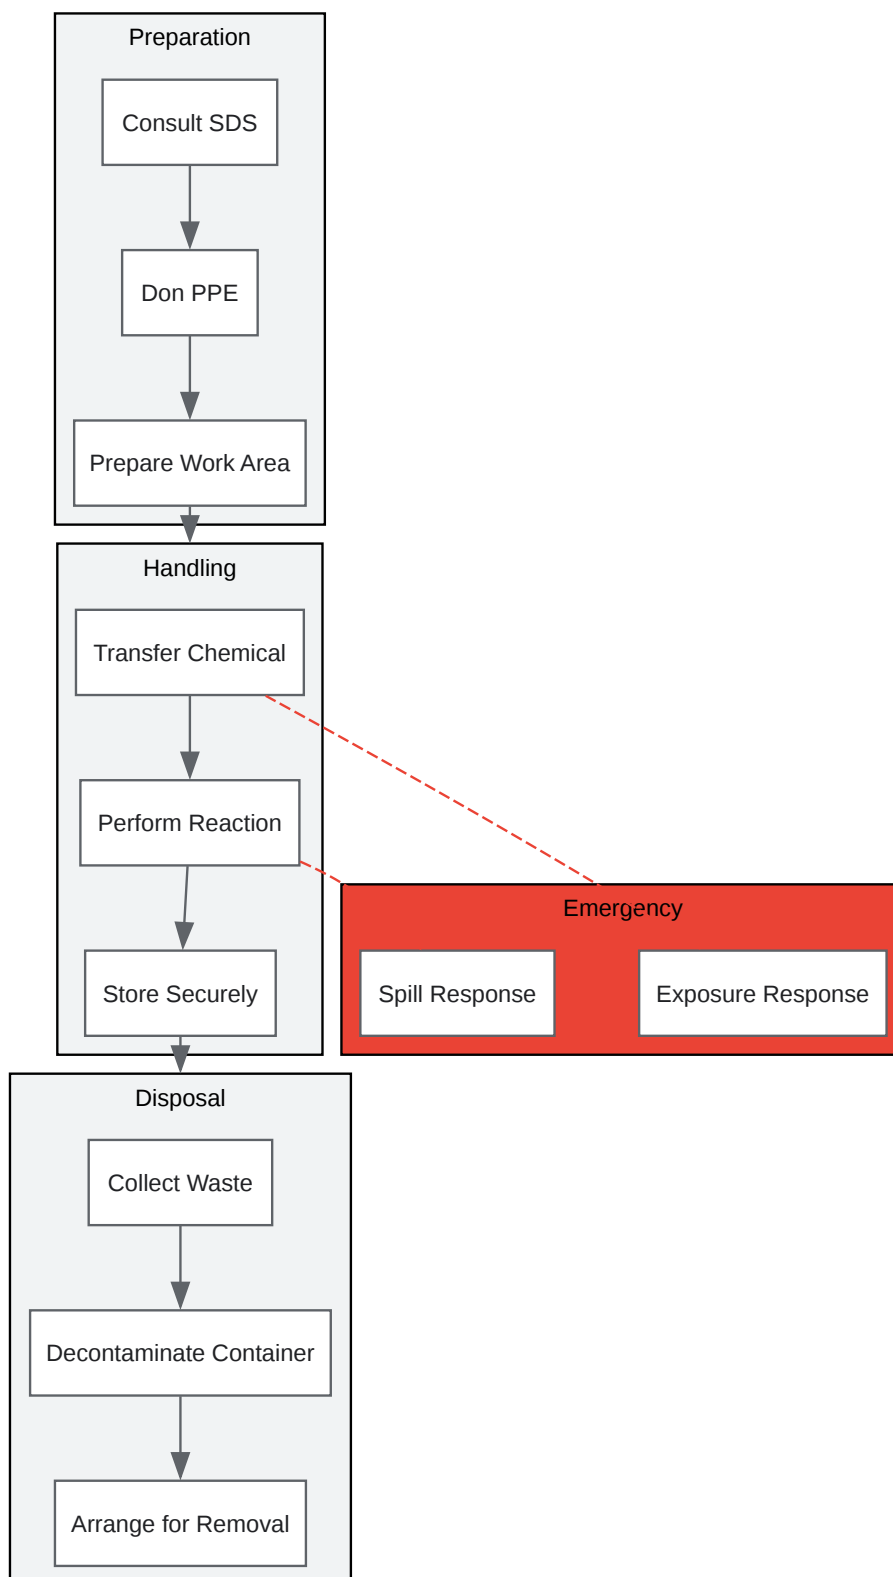 Preparation
Consult SDS
Don PPE
Prepare Work Area
Handling
Transfer Chemical
Perform Reaction
Store Securely
Emergency
Spill Response
Exposure Response
Disposal
Collect Waste
Decontaminate Container
Arrange for Removal